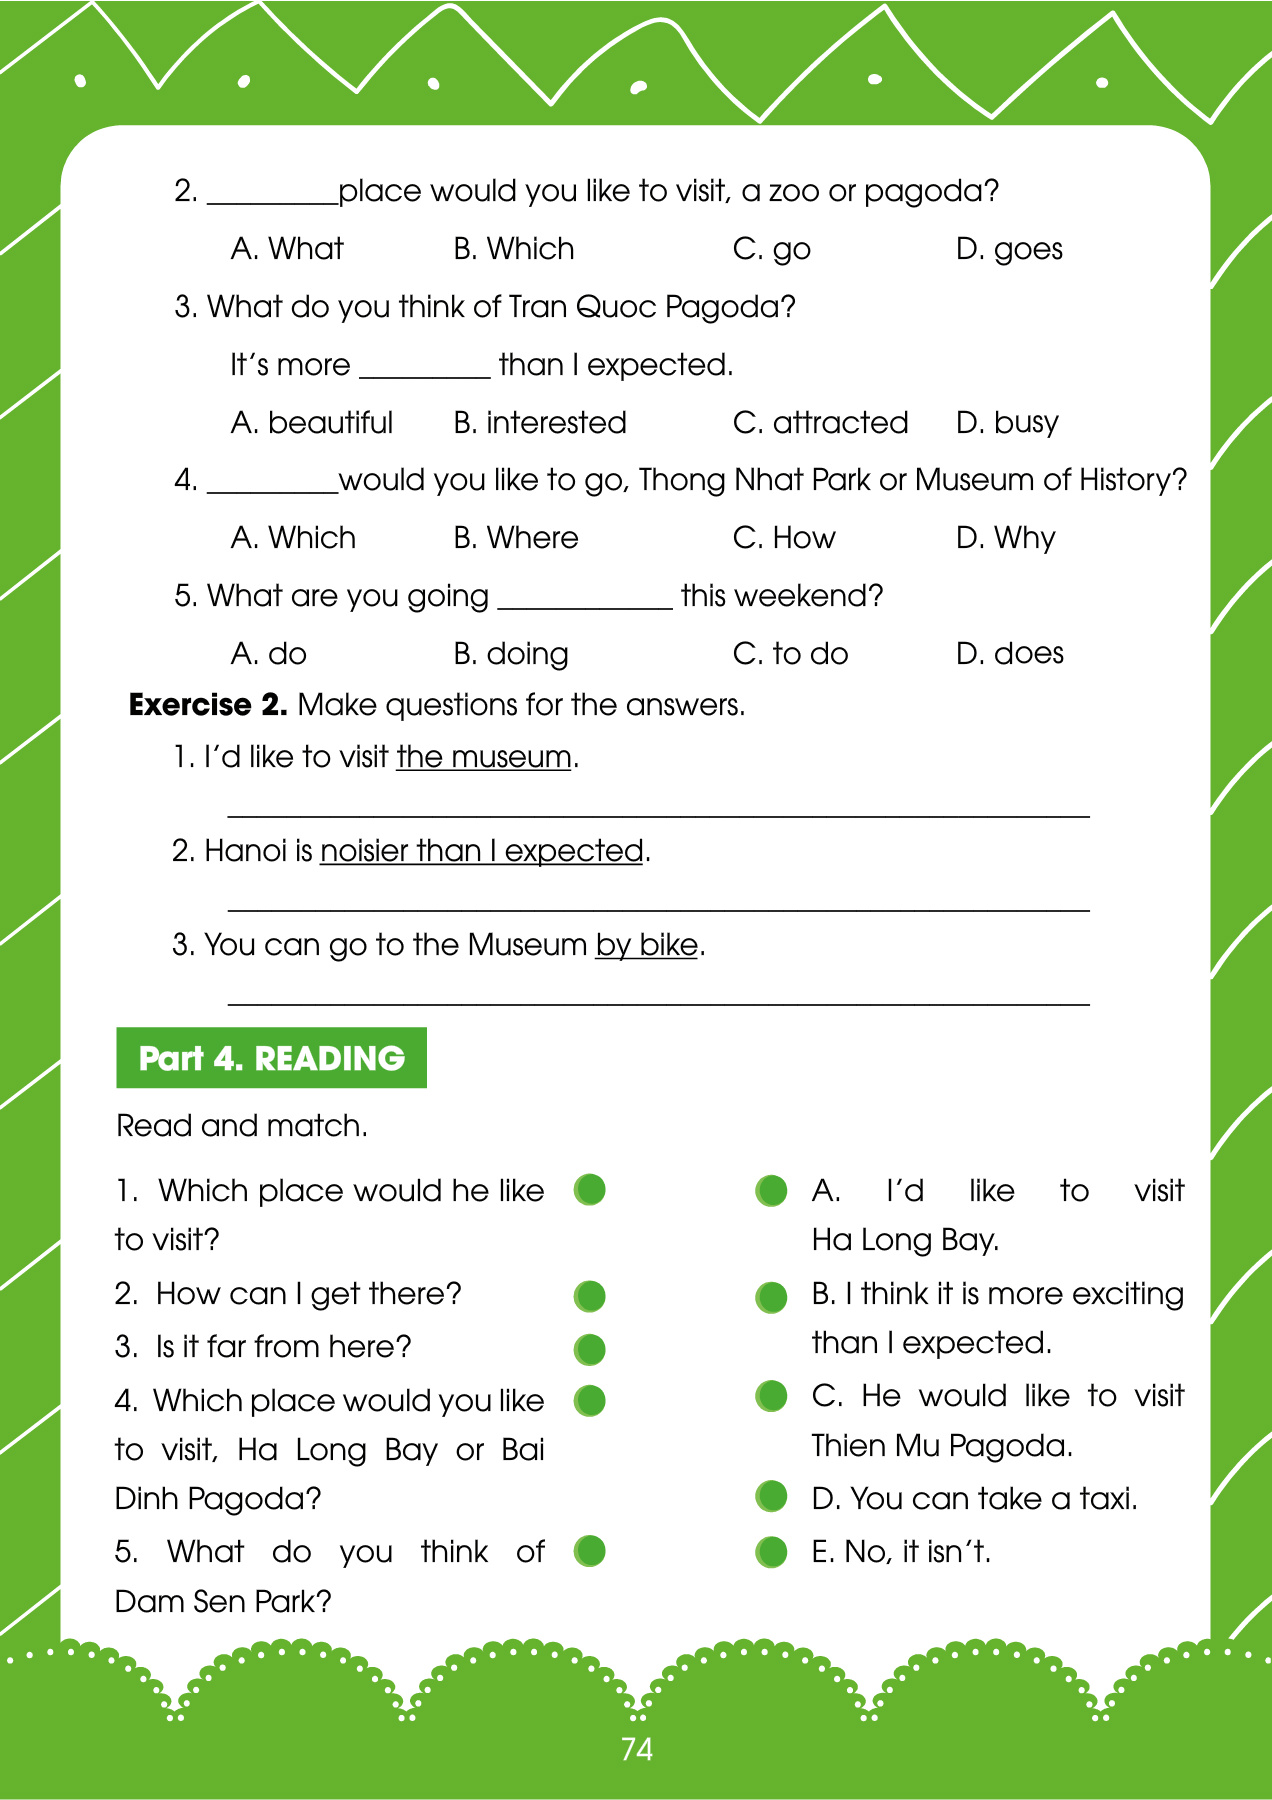 2. _________place would you like to visit, a zoo or pagoda?
A. What B. Which C. go D. goes
3. What do you think of Tran Quoc Pagoda?
It's more _________ than I expected.
A. beautiful B. interested C. attracted D. busy
4. _________would you like to go, Thong Nhat Park or Museum of History?
A. Which B. Where C. How D. Why
5. What are you going ____________ this weekend?
A. do B. doing C. to do D. does
Exercise 2. Make questions for the answers.
1. I'd like to visit the museum.
2. Hanoi is noisier than I expected.
3. You can go to the Museum by bike.
Part 4. READING
Read and match.
1. Which place would he like
to visit?
2. How can I get there?
3. Is it far from here?
4. Which place would you like
to visit, Ha Long Bay or Bai
Dinh Pagoda?
5. What do you think of
Dam Sen Park?
A. I'd like to visit
Ha Long Bay.
B. I think it is more exciting
than I expected.
C. He would like to visit
Thien Mu Pagoda.
D. You can take a taxi.
E. No, it isn't.
74